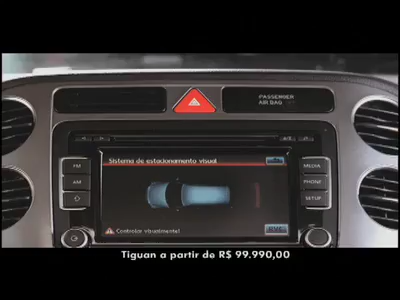 PASSENGER
AIR BAG
Sistema de estacionamento visual
FM
MEDIA
AM
PHONE
SETUP
Controlar visualmente!
RVC
Tiguan a partir de R$ 99.990,00